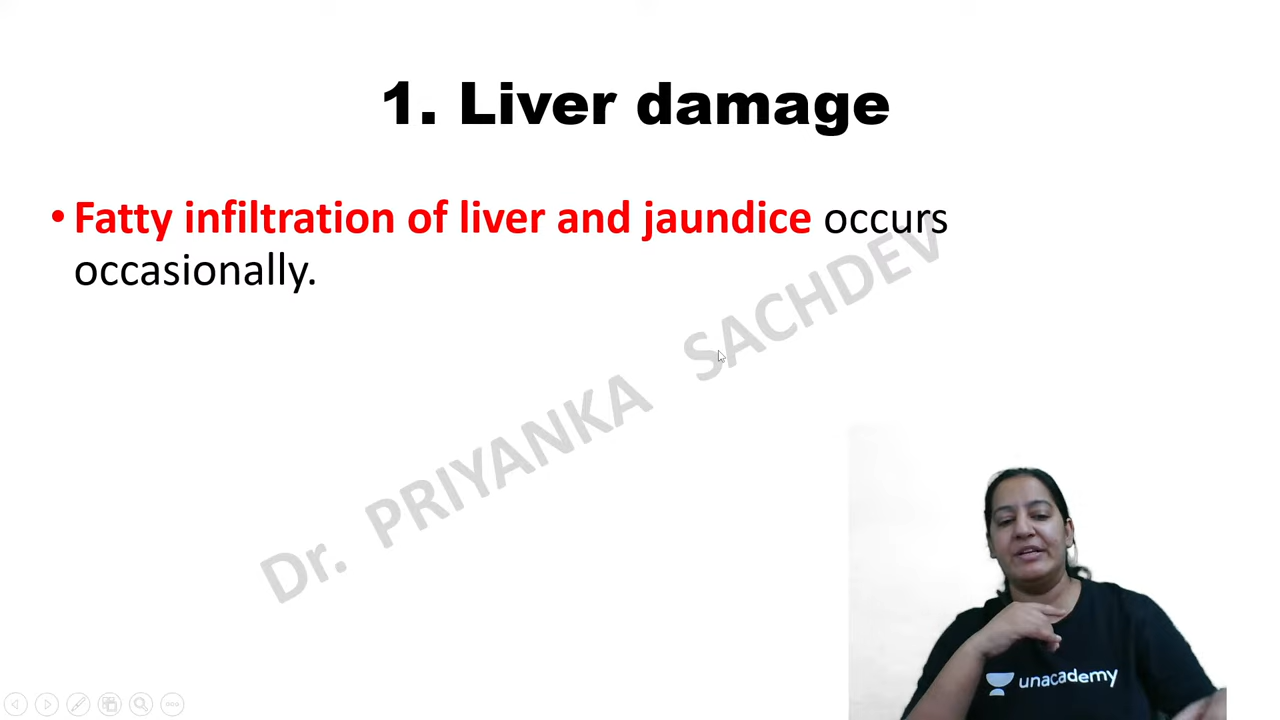 1. Liver damage
• Fatty infiltration of liver and jaundice occurs
occasionally.
Dr. PRIYANKA SACHDEV
unacademy